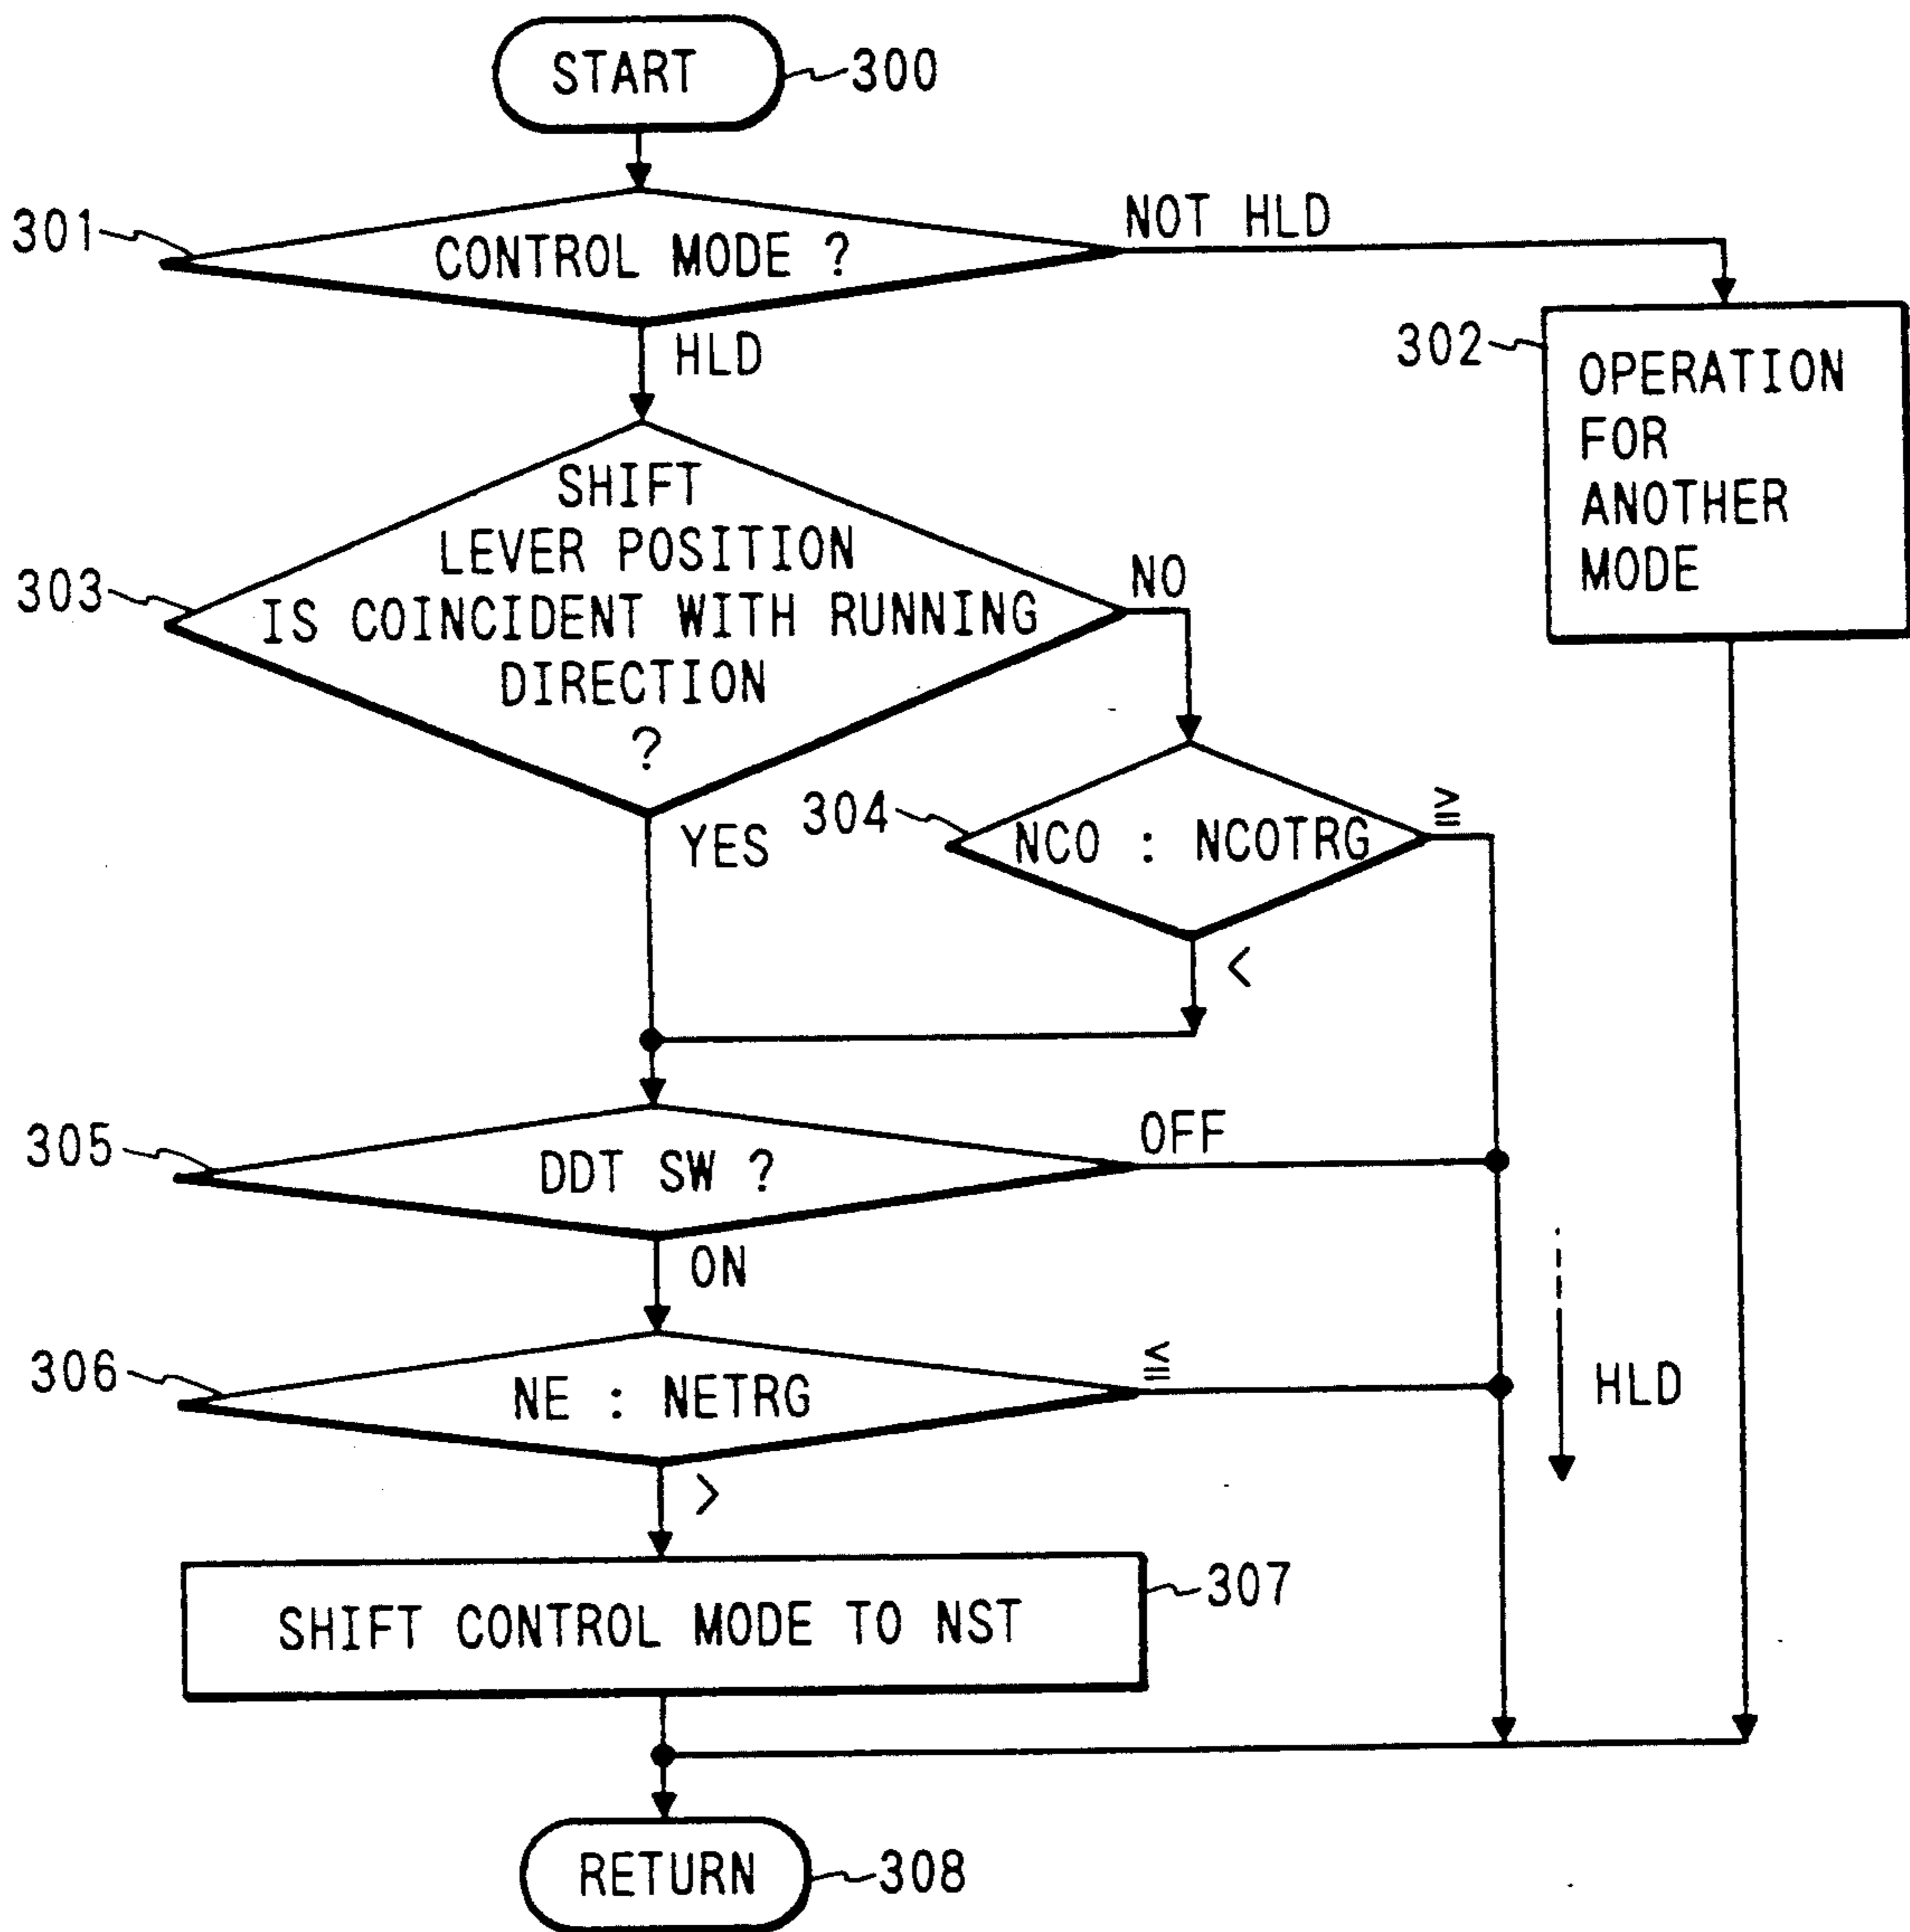 START
300
301
CONTROL MODE ?
NOT HLD
HLD
302
OPERATION
FOR
ANOTHER
MODE
303
SHIFT
LEVER POSITION
IS COINCIDENT WITH RUNNING
DIRECTION
?
NO
YES
304
NCO : NCOTRG
≧
<
305
DDT SW ?
OFF
ON
306
NE : NETRG
≦
HLD
>
SHIFT CONTROL MODE TO NST
307
RETURN
308